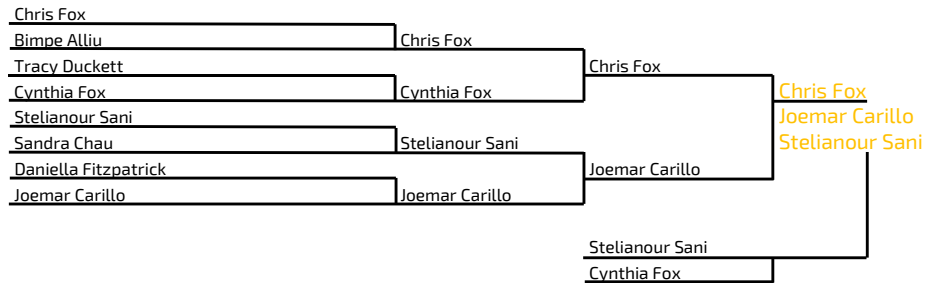 Chris Fox
Bimpe Alliu
Tracy Duckett
Cynthia Fox
Stelianour Sani
Sandra Chau
Daniella Fitzpatrick
Joemar Carillo
Chris Fox
Cynthia Fox
Stelianour Sani
Joemar Carillo
Chris Fox
Joemar Carillo
Chris Fox
Joemar Carillo
Stelianour Sani
Stelianour Sani
Cynthia Fox